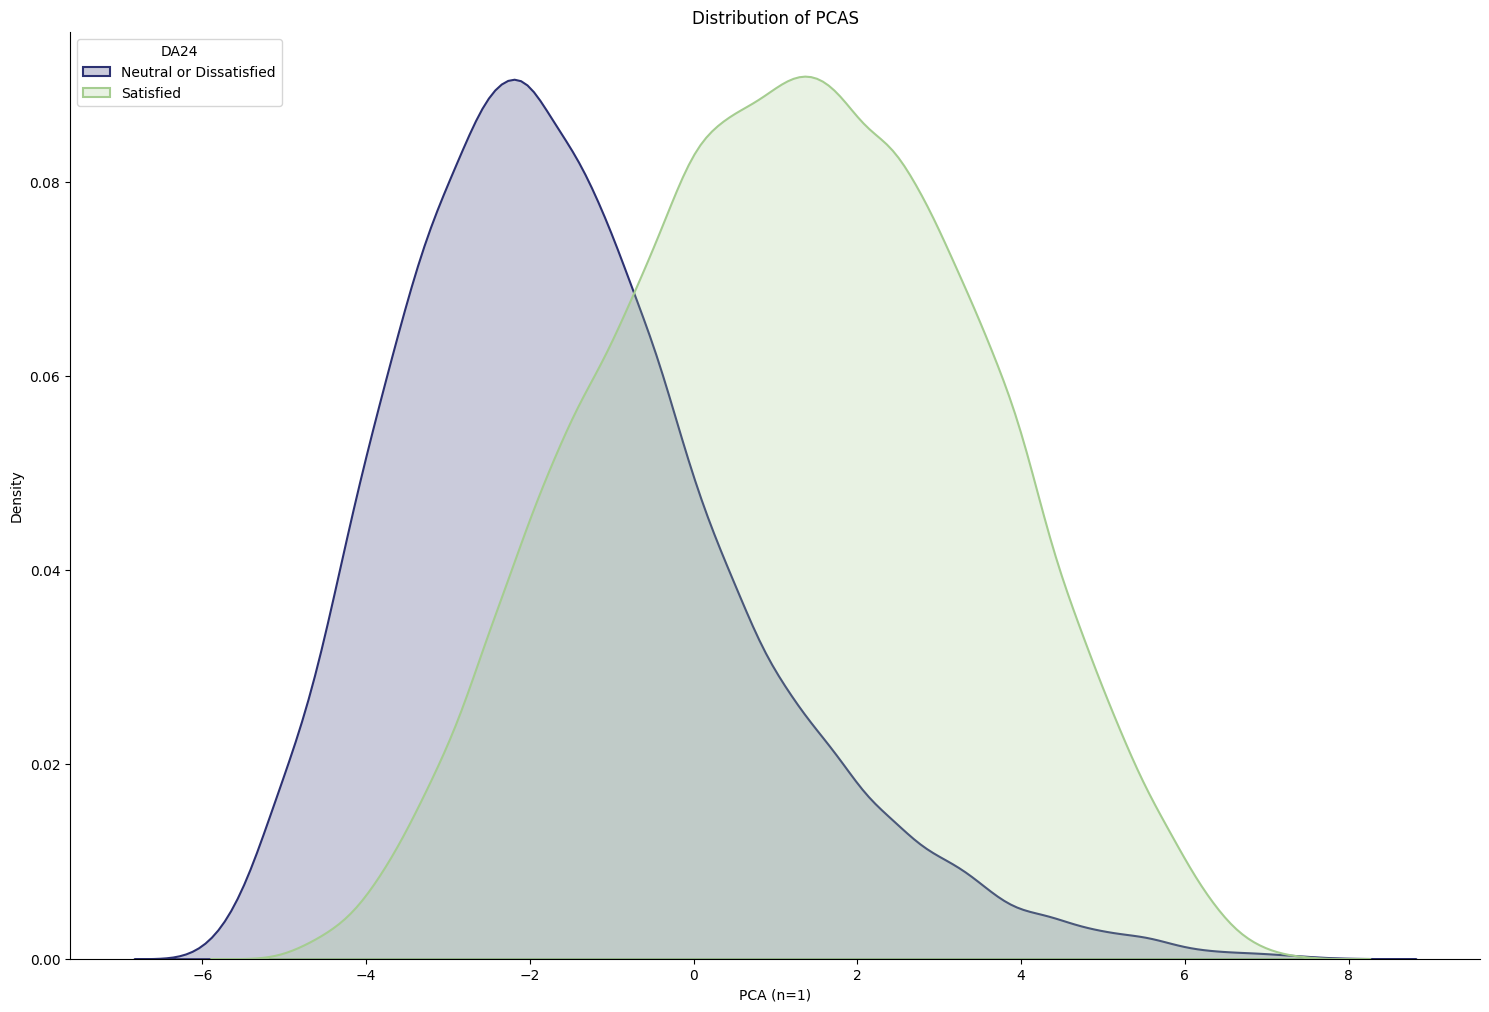 Distribution of PCAS
DA24
Neutral or Dissatisfied
Satisfied
0.08
0.06
0.04
0.02
0.00
Density
−6 −4 −2 0 2 4 6 8
PCA (n=1)